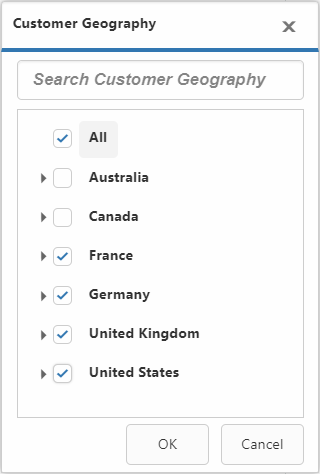 Customer Geography
Search Customer Geography
All
Australia
Canada
France
Germany
United Kingdom
United States
OK
Cancel